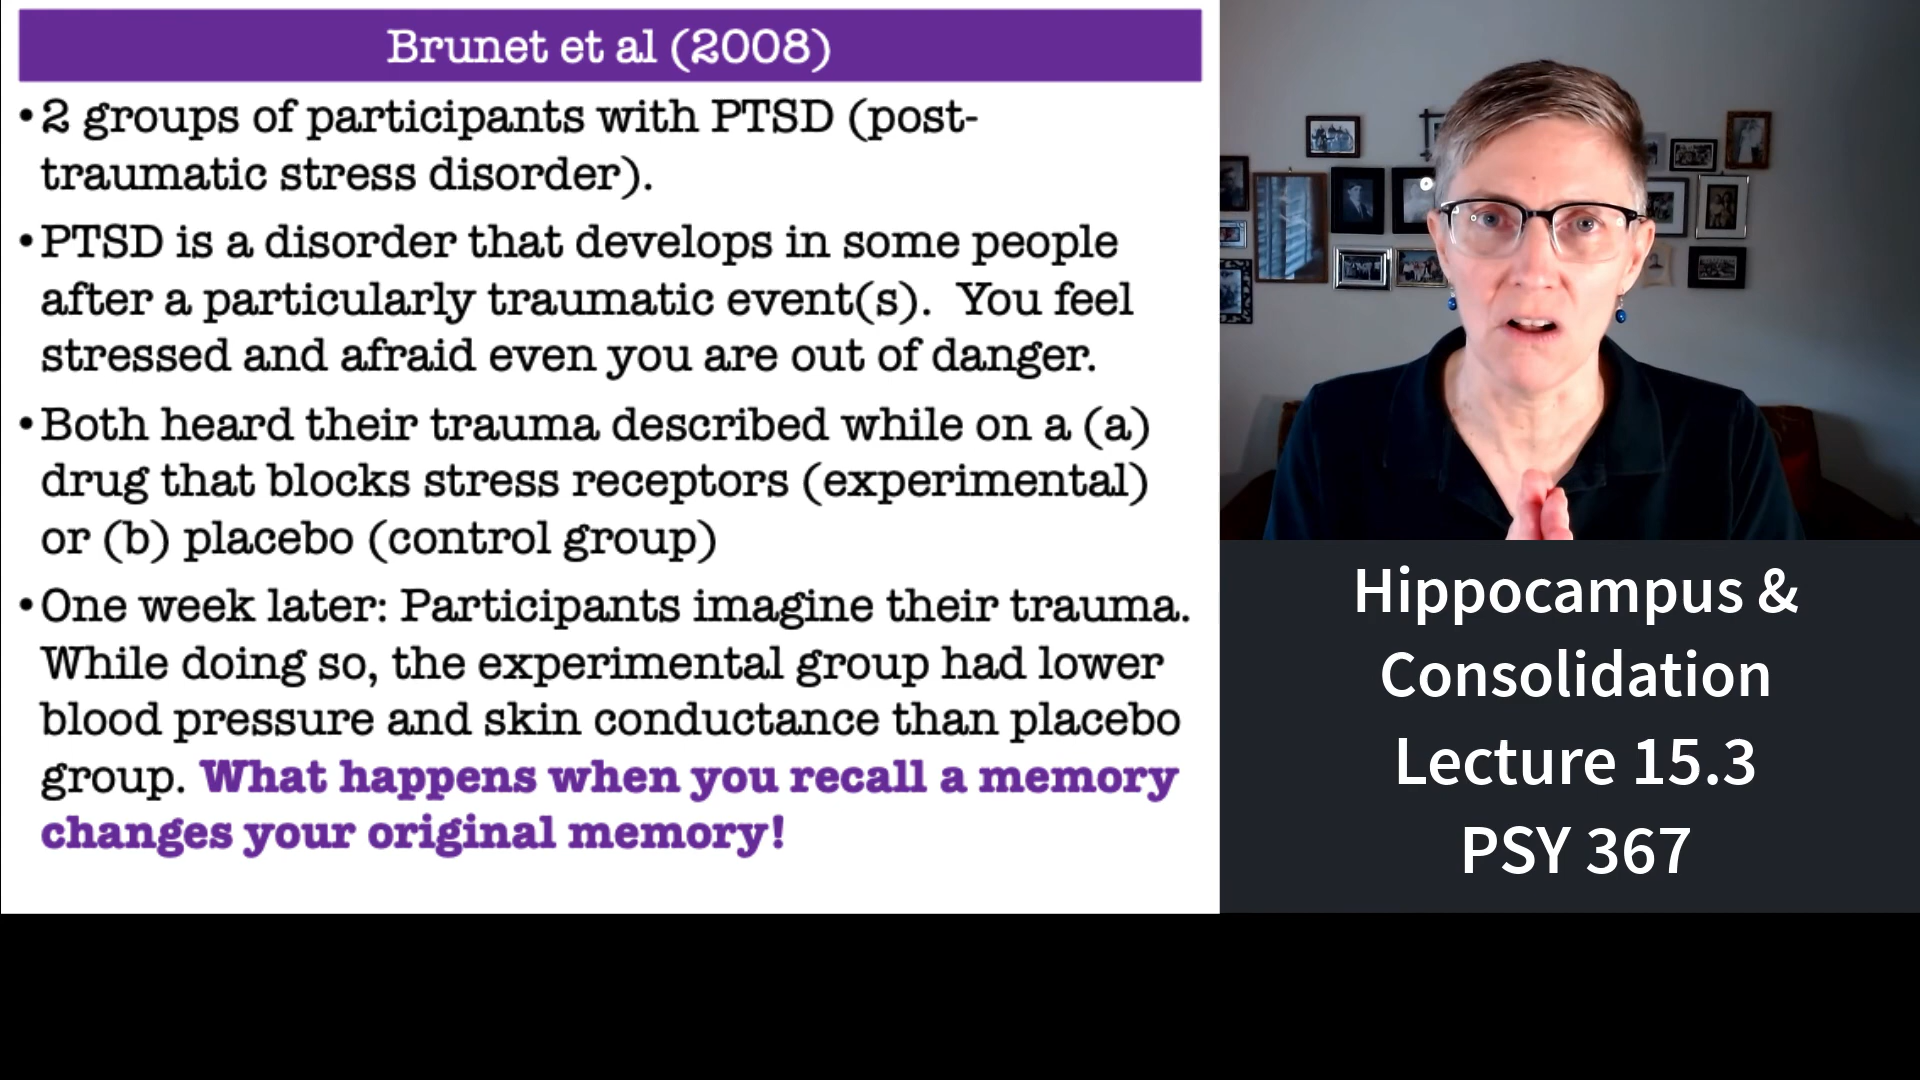 Brunet et al (2008)
•2 groups of participants with PTSD (post-
traumatic stress disorder).
•PTSD is a disorder that develops in some people
after a particularly traumatic event(s).  You feel
stressed and afraid even you are out of danger.
•Both heard their trauma described while on a (a)
drug that blocks stress receptors (experimental)
or (b) placebo (control group)
•One week later: Participants imagine their trauma.
While doing so, the experimental group had lower
blood pressure and skin conductance than placebo
group. What happens when you recall a memory
changes your original memory!
Hippocampus &
Consolidation
Lecture 15.3
PSY 367